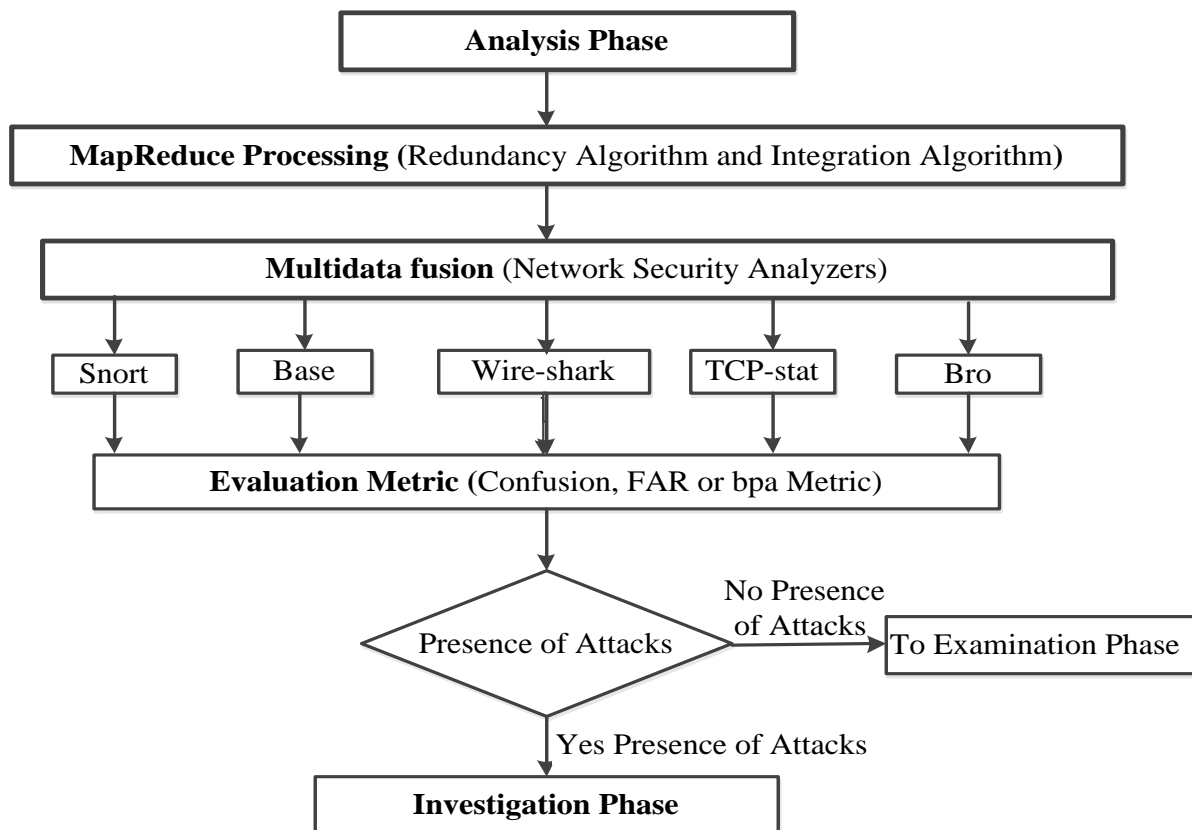 Analysis Phase
MapReduce Processing (Redundancy Algorithm and Integration Algorithm)
Multidata fusion (Network Security Analyzers)
Snort
Base
Wire-shark
TCP-stat
Bro
Evaluation Metric (Confusion, FAR or bpa Metric)
No Presence
of Attacks
Presence of Attacks
To Examination Phase
Yes Presence of Attacks
Investigation Phase